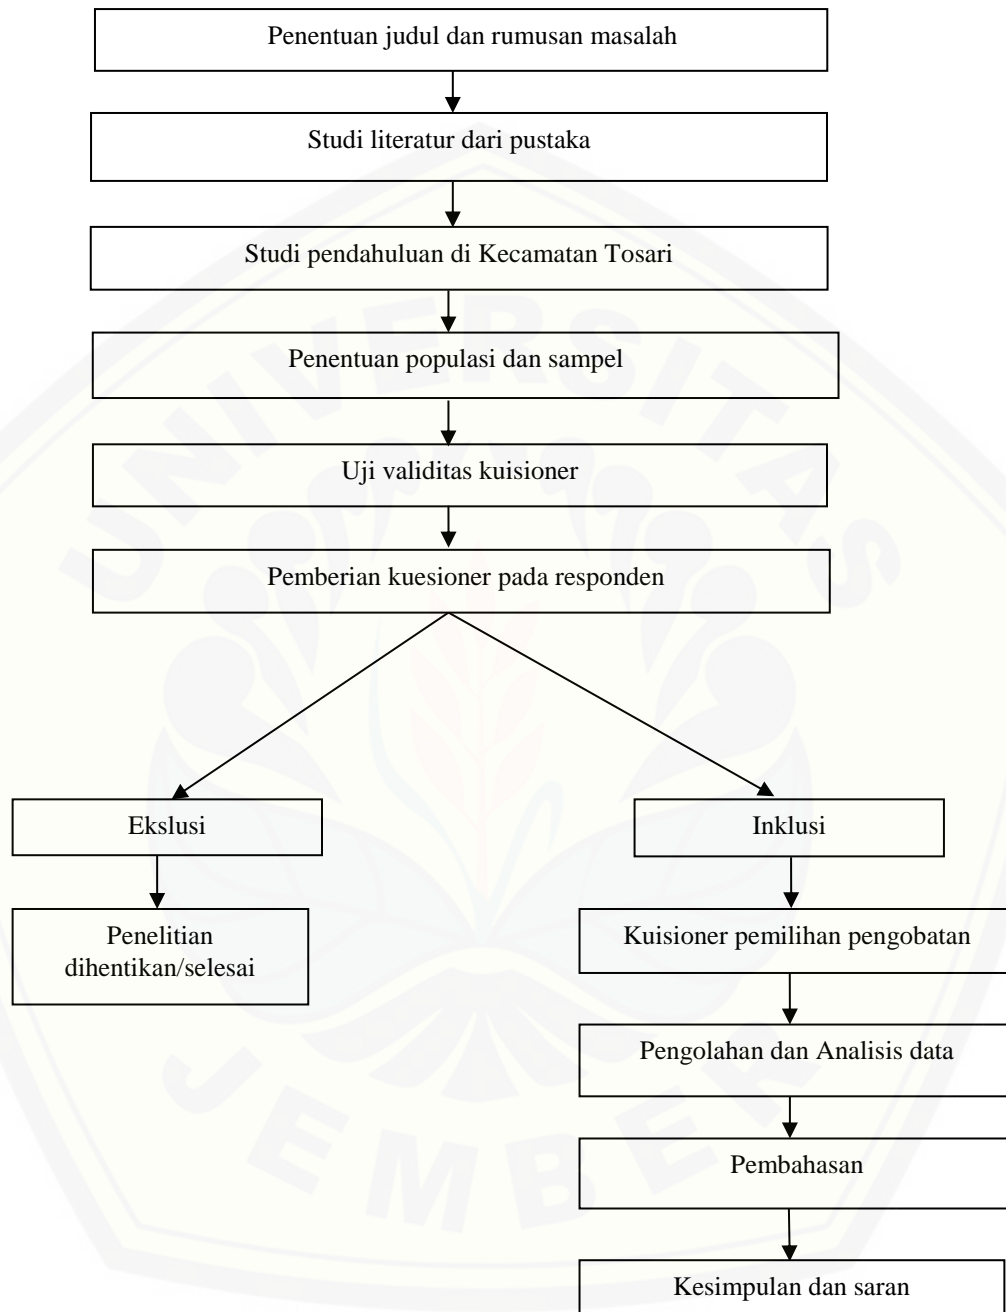 Penentuan judul dan rumusan masalah
Studi literatur dari pustaka
Studi pendahuluan di Kecamatan Tosari
Penentuan populasi dan sampel
Uji validitas kuisioner
Pemberian kuesioner pada responden
Ekslusi
Inklusi
Penelitian
dihentikan/selesai
Kuisioner pemilihan pengobatan
Pengolahan dan Analisis data
Pembahasan
Kesimpulan dan saran
UNIVERSITAS
JEMBER